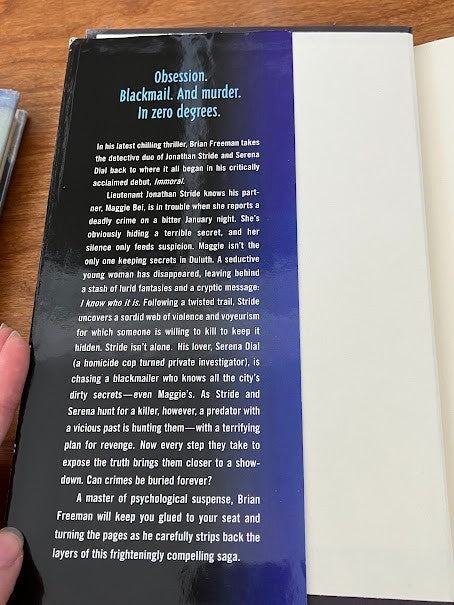 Obsession.
Blackmail. And murder.
In zero degrees.
In his latest chilling thriller, Brian Freeman takes
the detective duo of Jonathan Stride and Serena
Dial back to where it all began in his critically
acclaimed debut, Immoral.
Lieutenant Jonathan Stride knows his part-
ner, Maggie Bei, is in trouble when she reports a
deadly crime on a bitter January night. She's
obviously hiding a terrible secret, and her
silence only feeds suspicion. Maggie isn't the
only one keeping secrets in Duluth. A seductive
young woman has disappeared, leaving behind
a stash of lurid fantasies and a cryptic message:
I know who it is. Following a twisted trail, Stride
uncovers a sordid web of violence and voyeurism
for which someone is willing to kill to keep it
hidden. Stride isn't alone. His lover, Serena Dial
(a homicide cop turned private investigator), is
chasing a blackmailer who knows all the city's
dirty secrets—even Maggie's. As Stride and
Serena hunt for a killer, however, a predator with
a vicious past is hunting them—with a terrifying
plan for revenge. Now every step they take to
expose the truth brings them closer to a show-
down. Can crimes be buried forever?
A master of psychological suspense, Brian
Freeman will keep you glued to your seat and
turning the pages as he carefully strips back the
layers of this frighteningly compelling saga.